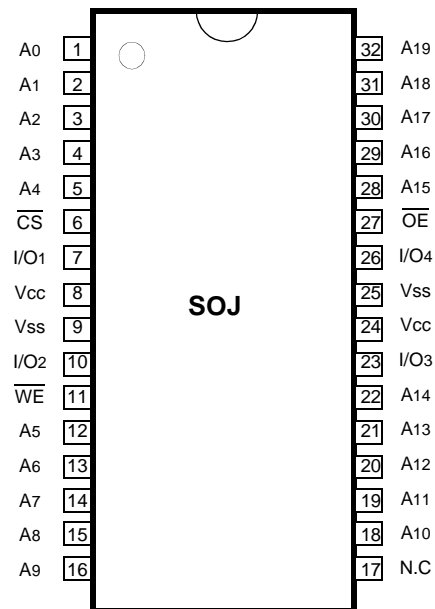 A0 1 32 A19
A1 2 31 A18
A2 3 30 A17
A3 4 29 A16
A4 5 28 A15
CS 6 27 OE
I/O1 7 26 I/O4
Vcc 8 25 Vss
SOJ
Vss 9 24 Vcc
I/O2 10 23 I/O3
WE 11 22 A14
A5 12 21 A13
A6 13 20 A12
A7 14 19 A11
A8 15 18 A10
A9 16 17 N.C